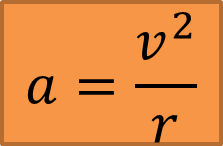 a = v²/r